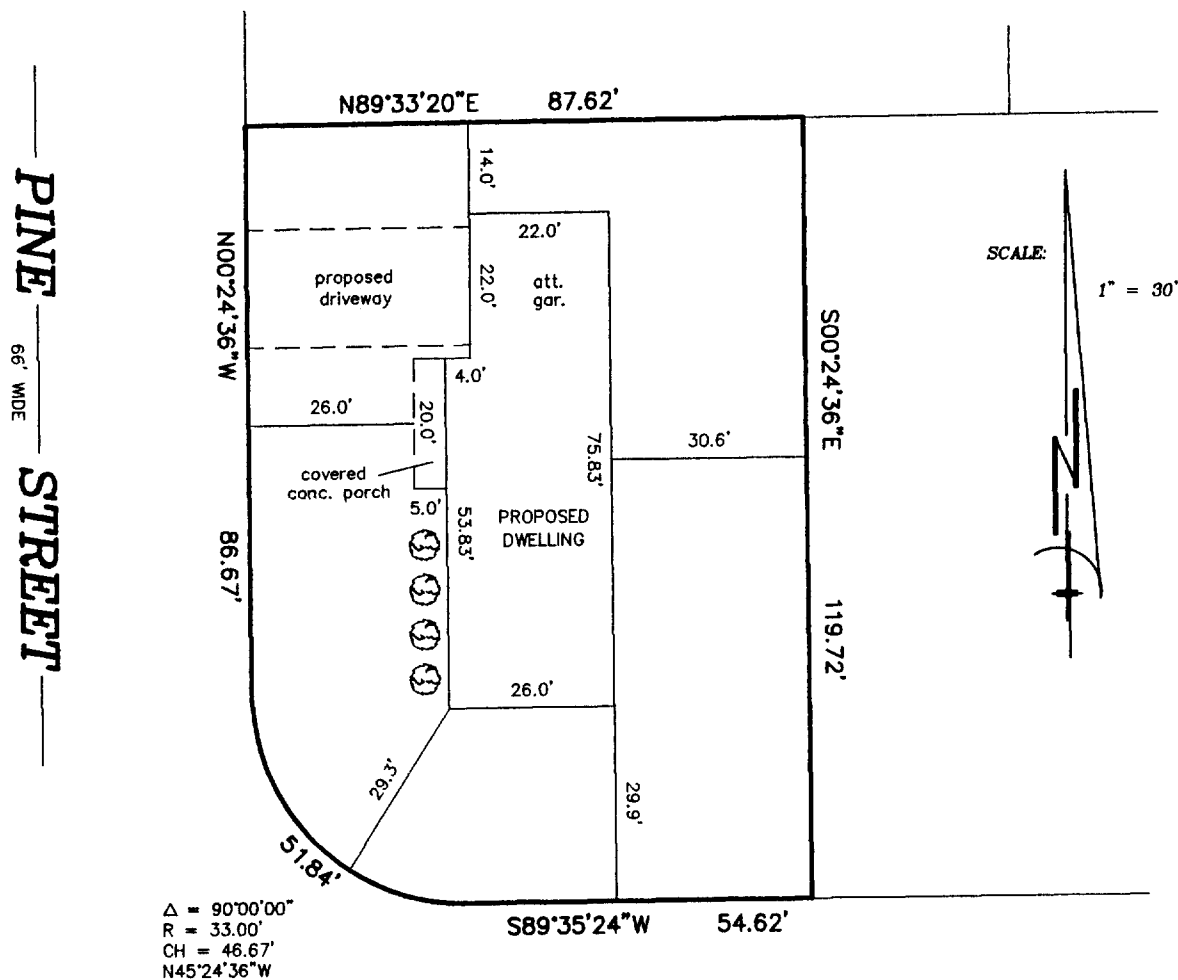 N89°33'20"E 87.62'
14.0'
22.0'
proposed
driveway
22.0'
att.
gar.
SCALE:
1" = 30'
N00°24'36"W
PINE STREET
66' WIDE
S00°24'36"E
4.0'
26.0'
20.0'
75.83'
30.6'
covered
conc. porch
5.0'
53.83'
PROPOSED
DWELLING
86.67'
119.72'
N
26.0'
29.3'
29.9'
51.84'
Δ = 90°00'00"
R = 33.00'
CH = 46.67'
N45°24'36"W
S89°35'24"W 54.62'